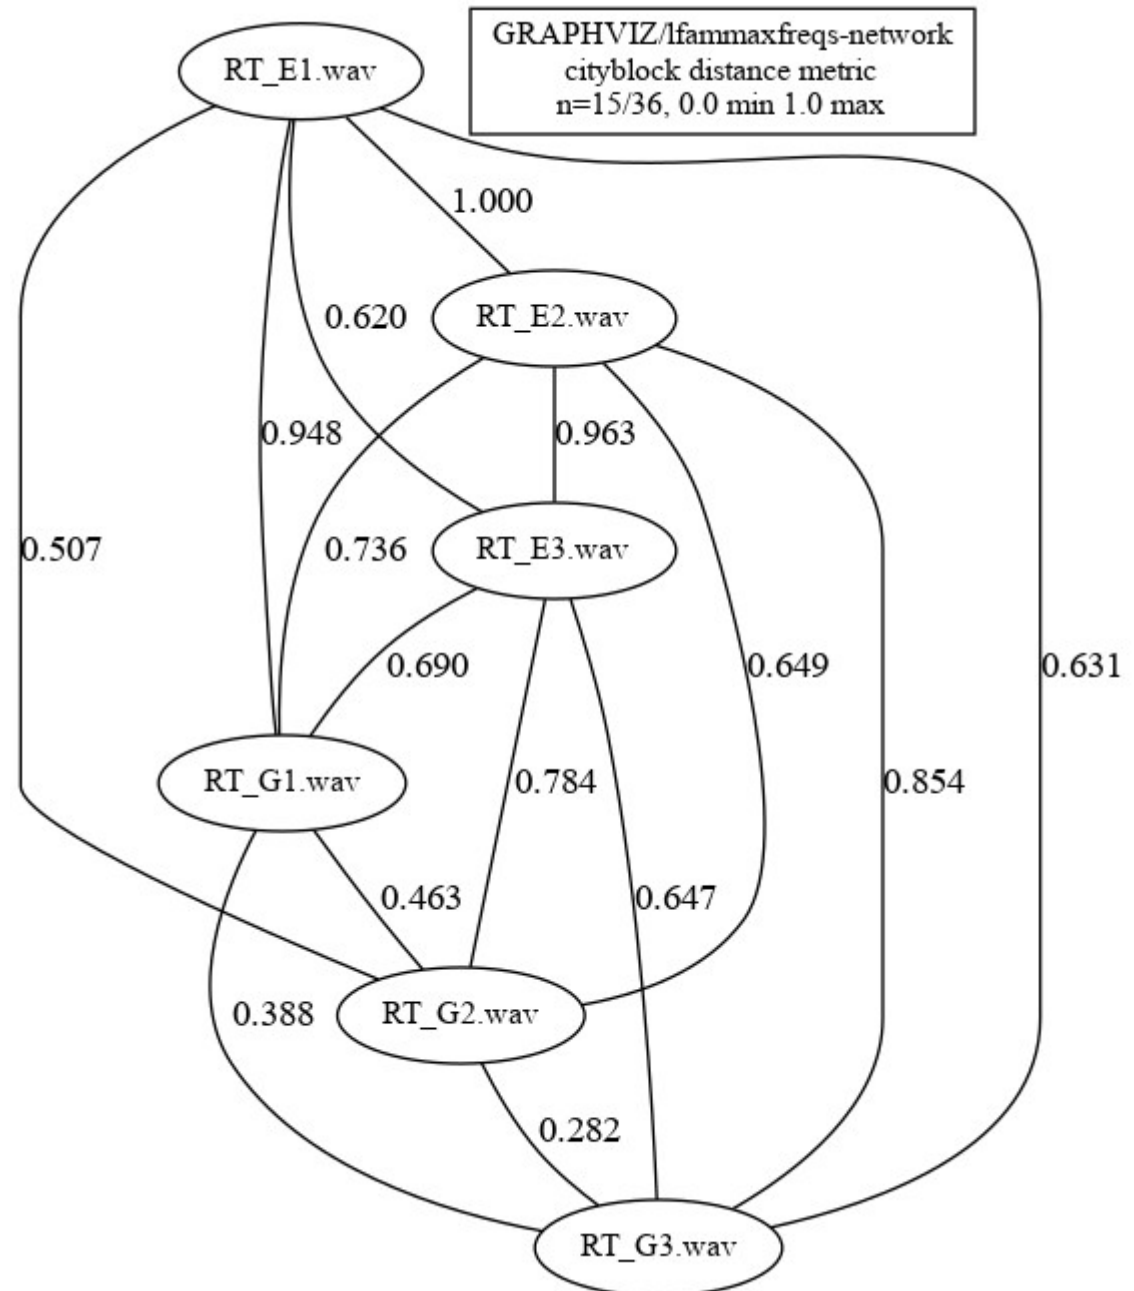 RT_E1.wav
GRAPHVIZ/lfammaxfreqs-network
cityblock distance metric
n=15/36, 0.0 min 1.0 max
1.000
0.620
RT_E2.wav
0.948
0.963
0.507
0.736
RT_E3.wav
0.690
0.649
0.631
RT_G1.wav
0.784
0.854
0.463
0.647
0.388
RT_G2.wav
0.282
RT_G3.wav